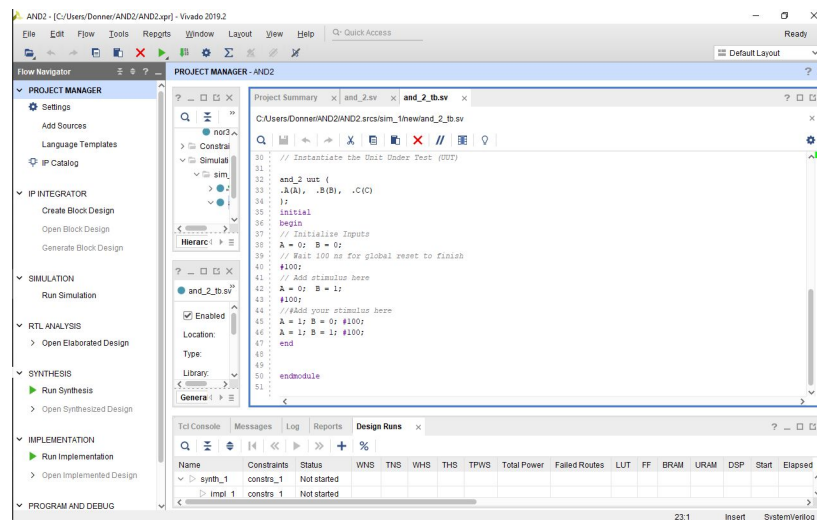 AND2 - [C:/Users/Donner/AND2/AND2.xpr] - Vivado 2019.2
File Edit Flow Tools Reports Window Layout View Help Quick Access
Ready
Default Layout
Flow Navigator
PROJECT MANAGER - AND2
PROJECT MANAGER
Settings
Add Sources
Language Templates
IP Catalog
IP INTEGRATOR
Create Block Design
Open Block Design
Generate Block Design
SIMULATION
Run Simulation
RTL ANALYSIS
Open Elaborated Design
SYNTHESIS
Run Synthesis
Open Synthesized Design
IMPLEMENTATION
Run Implementation
Open Implemented Design
PROGRAM AND DEBUG
nor3
Constrai
Simulati
sim_
Hierarc
and_2_tb.sv
Enabled
Location:
Type:
Library:
General
Project Summary and_2.sv and_2_tb.sv
C:/Users/Donner/AND2/AND2.srcs/sim_1/new/and_2_tb.sv
30 // Instantiate the Unit Under Test (UUT)
31
32 and_2 uut (
33 .A(A), .B(B), .C(C)
34 );
35 initial
36 begin
37 // Initialize Inputs
38 A = 0; B = 0;
39 // Wait 100 ns for global reset to finish
40 #100;
41 // Add stimulus here
42 A = 0; B = 1;
43 #100;
44 //#Add your stimulus here
45 A = 1; B = 0; #100;
46 A = 1; B = 1; #100;
47 end
48
49
50 endmodule
51
Tcl Console Messages Log Reports Design Runs
Name Constraints Status WNS TNS WHS THS TPWS Total Power Failed Routes LUT FF BRAM URAM DSP Start Elapsed
synth_1 constrs_1 Not started
impl_1 constrs_1 Not started
23:1 Insert SystemVerilog